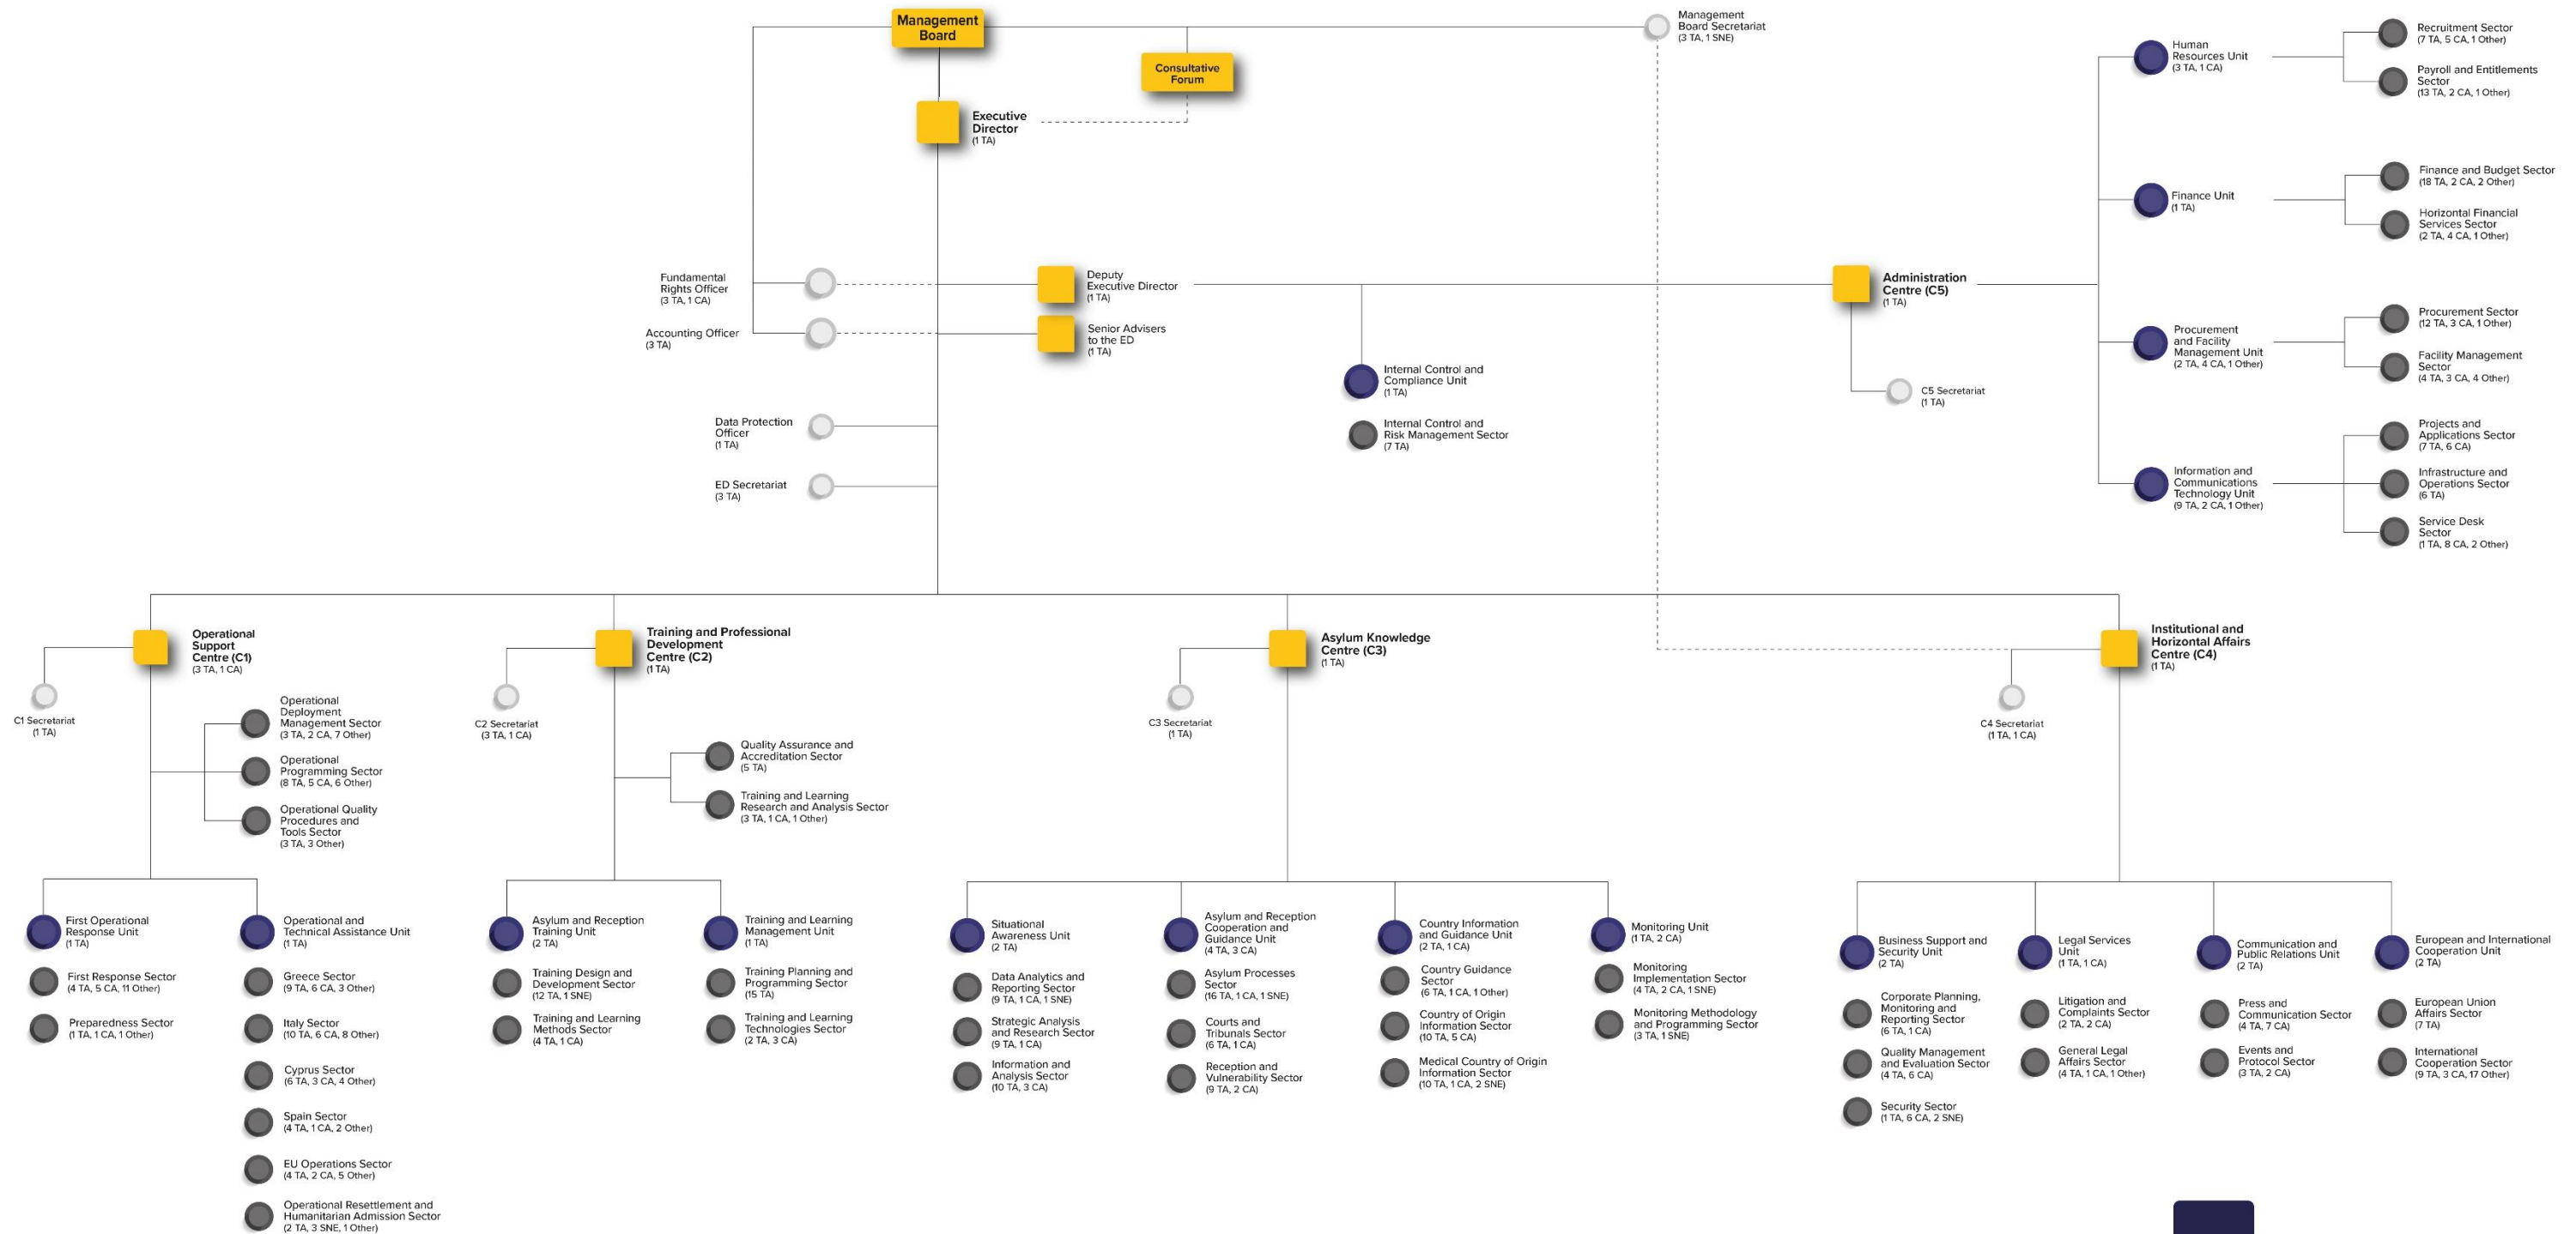 Management
Board
Consultative
Forum
Executive
Director
(1 TA)
Management
Board Secretariat
(3 TA, 1 SNE)
Fundamental
Rights Officer
(3 TA, 1 CA)
Accounting Officer
(3 TA)
Data Protection
Officer
(1 TA)
ED Secretariat
(3 TA)
Deputy
Executive Director
(1 TA)
Senior Advisers
to the ED
(1 TA)
Internal Control and
Compliance Unit
(1 TA)
Internal Control and
Risk Management Sector
(7 TA)
Administration
Centre (C5)
(1 TA)
C5 Secretariat
(1 TA)
Human
Resources Unit
(3 TA, 1 CA)
Recruitment Sector
(7 TA, 5 CA, 1 Other)
Payroll and Entitlements
Sector
(13 TA, 2 CA, 1 Other)
Finance Unit
(1 TA)
Finance and Budget Sector
(18 TA, 2 CA, 2 Other)
Horizontal Financial
Services Sector
(2 TA, 4 CA, 1 Other)
Procurement
and Facility
Management Unit
(2 TA, 4 CA, 1 Other)
Procurement Sector
(12 TA, 3 CA, 1 Other)
Facility Management
Sector
(4 TA, 3 CA, 4 Other)
Information and
Communications
Technology Unit
(9 TA, 2 CA, 1 Other)
Projects and
Applications Sector
(7 TA, 6 CA)
Infrastructure and
Operations Sector
(6 TA)
Service Desk
Sector
(1 TA, 8 CA, 2 Other)
Operational
Support
Centre (C1)
(3 TA, 1 CA)
C1 Secretariat
(1 TA)
Operational
Deployment
Management Sector
(3 TA, 2 CA, 7 Other)
Operational
Programming Sector
(8 TA, 5 CA, 6 Other)
Operational Quality
Procedures and
Tools Sector
(3 TA, 3 Other)
First Operational
Response Unit
(1 TA)
First Response Sector
(4 TA, 5 CA, 11 Other)
Preparedness Sector
(1 TA, 1 CA, 1 Other)
Operational and
Technical Assistance Unit
(1 TA)
Greece Sector
(9 TA, 6 CA, 3 Other)
Italy Sector
(10 TA, 6 CA, 8 Other)
Cyprus Sector
(6 TA, 3 CA, 4 Other)
Spain Sector
(4 TA, 1 CA, 2 Other)
EU Operations Sector
(4 TA, 2 CA, 5 Other)
Operational Resettlement and
Humanitarian Admission Sector
(2 TA, 3 SNE, 1 Other)
Training and Professional
Development
Centre (C2)
(1 TA)
C2 Secretariat
(3 TA, 1 CA)
Quality Assurance and
Accreditation Sector
(5 TA)
Training and Learning
Research and Analysis Sector
(3 TA, 1 CA, 1 Other)
Asylum and Reception
Training Unit
(2 TA)
Training Design and
Development Sector
(12 TA, 1 SNE)
Training and Learning
Methods Sector
(4 TA, 1 CA)
Training and Learning
Management Unit
(1 TA)
Training Planning and
Programming Sector
(15 TA)
Training and Learning
Technologies Sector
(2 TA, 3 CA)
Asylum Knowledge
Centre (C3)
(1 TA)
C3 Secretariat
(1 TA)
Situational
Awareness Unit
(2 TA)
Data Analytics and
Reporting Sector
(9 TA, 1 CA, 1 SNE)
Strategic Analysis
and Research Sector
(9 TA, 1 CA)
Information and
Analysis Sector
(10 TA, 3 CA)
Asylum and Reception
Cooperation and
Guidance Unit
(4 TA, 3 CA)
Asylum Processes
Sector
(16 TA, 1 CA, 1 SNE)
Courts and
Tribunals Sector
(6 TA, 1 CA)
Reception and
Vulnerability Sector
(9 TA, 2 CA)
Country Information
and Guidance Unit
(2 TA, 1 CA)
Country Guidance
Sector
(6 TA, 1 CA, 1 Other)
Country of Origin
Information Sector
(10 TA, 5 CA)
Medical Country of Origin
Information Sector
(10 TA, 1 CA, 2 SNE)
Monitoring Unit
(1 TA, 2 CA)
Monitoring
Implementation Sector
(4 TA, 2 CA, 1 SNE)
Monitoring Methodology
and Programming Sector
(3 TA, 1 SNE)
Institutional and
Horizontal Affairs
Centre (C4)
(1 TA)
C4 Secretariat
(1 TA, 1 CA)
Business Support and
Security Unit
(2 TA)
Corporate Planning,
Monitoring and
Reporting Sector
(6 TA, 1 CA)
Quality Management
and Evaluation Sector
(4 TA, 6 CA)
Security Sector
(1 TA, 6 CA, 2 SNE)
Legal Services
Unit
(1 TA, 1 CA)
Litigation and
Complaints Sector
(2 TA, 2 CA)
General Legal
Affairs Sector
(4 TA, 1 CA, 1 Other)
Communication and
Public Relations Unit
(2 TA)
Press and
Communication Sector
(4 TA, 7 CA)
Events and
Protocol Sector
(3 TA, 2 CA)
European and International
Cooperation Unit
(2 TA)
European Union
Affairs Sector
(7 TA)
International
Cooperation Sector
(9 TA, 3 CA, 17 Other)